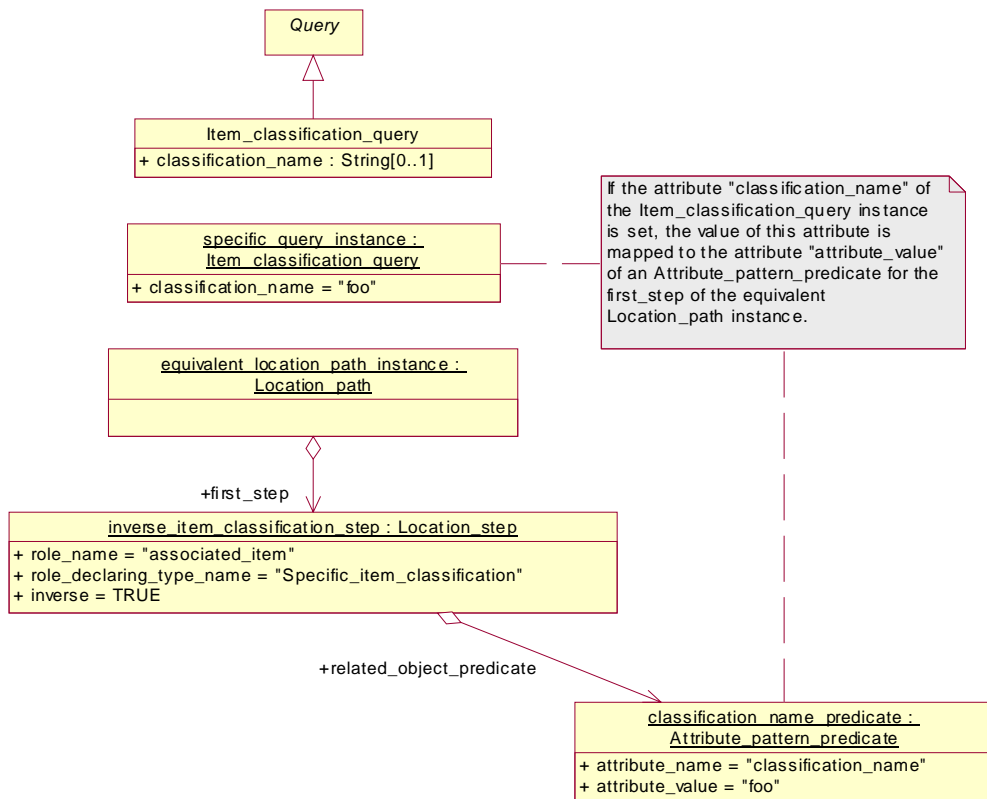 Query
Item_classification_query
+ classification_name : String[0..1]
specific_query_instance :
Item_classification_query
+ classification_name = "foo"
If the attribute "classification_name" of
the Item_classification_query instance
is set, the value of this attribute is
mapped to the attribute "attribute_value"
of an Attribute_pattern_predicate for the
first_step of the equivalent
Location_path instance.
equivalent_location_path_instance :
Location_path
+first_step
inverse_item_classification_step : Location_step
+ role_name = "associated_item"
+ role_declaring_type_name = "Specific_item_classification"
+ inverse = TRUE
+related_object_predicate
classification_name_predicate :
Attribute_pattern_predicate
+ attribute_name = "classification_name"
+ attribute_value = "foo"